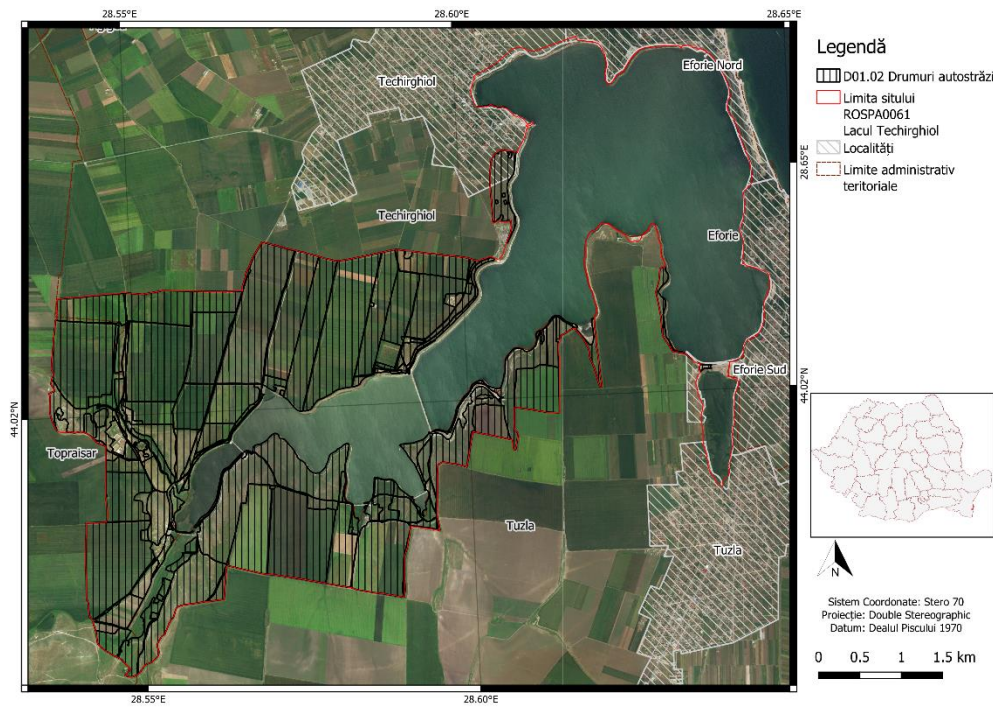 28.55°E
28.60°E
28.65°E
Techirghiol
Eforie Nord
28.65°E
Techirghiol
Eforie
Eforie Sud
44.02°N
44.02°N
Topraisar
Tuzla
Tuzla
28.55°E
28.60°E
Legendă
D01.02 Drumuri autostrăzi
Limita sitului
ROSPA0061
Lacul Techirghiol
Localităţi
Limite administrativ
teritoriale
N
Sistem Coordonate: Stero 70
Proiecţie: Double Stereographic
Datum: Dealul Piscului 1970
0 0.5 1 1.5 km